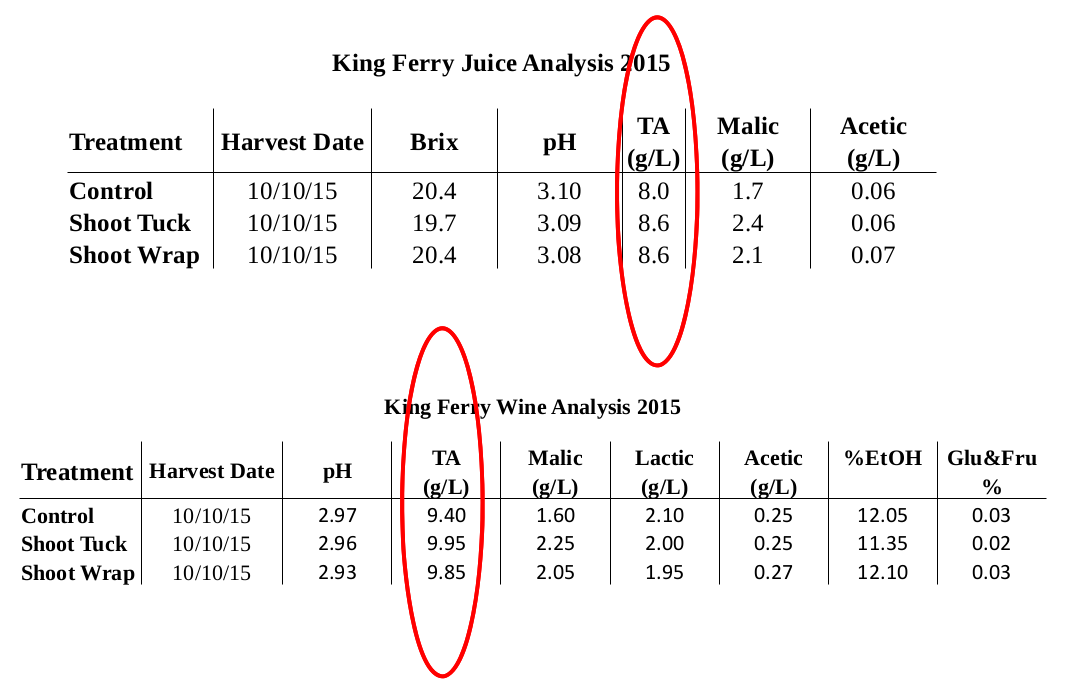 King Ferry Juice Analysis 2015
Treatment Harvest Date Brix pH TA (g/L) Malic (g/L) Acetic (g/L)
Control 10/10/15 20.4 3.10 8.0 1.7 0.06
Shoot Tuck 10/10/15 19.7 3.09 8.6 2.4 0.06
Shoot Wrap 10/10/15 20.4 3.08 8.6 2.1 0.07
King Ferry Wine Analysis 2015
Treatment Harvest Date pH TA (g/L) Malic (g/L) Lactic (g/L) Acetic (g/L) %EtOH Glu&Fru %
Control 10/10/15 2.97 9.40 1.60 2.10 0.25 12.05 0.03
Shoot Tuck 10/10/15 2.96 9.95 2.25 2.00 0.25 11.35 0.02
Shoot Wrap 10/10/15 2.93 9.85 2.05 1.95 0.27 12.10 0.03